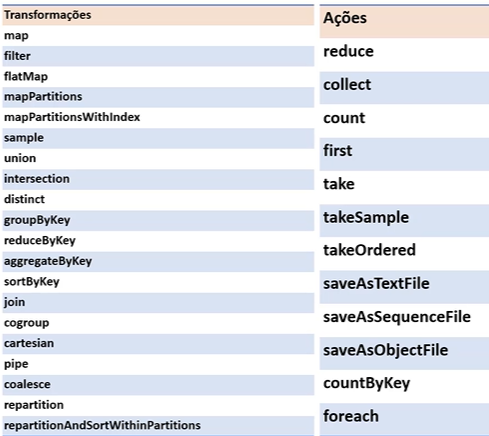 Transformações
map
filter
flatMap
mapPartitions
mapPartitionsWithIndex
sample
union
intersection
distinct
groupByKey
reduceByKey
aggregateByKey
sortByKey
join
cogroup
cartesian
pipe
coalesce
repartition
repartitionAndSortWithinPartitions
Ações
reduce
collect
count
first
take
takeSample
takeOrdered
saveAsTextFile
saveAsSequenceFile
saveAsObjectFile
countByKey
foreach